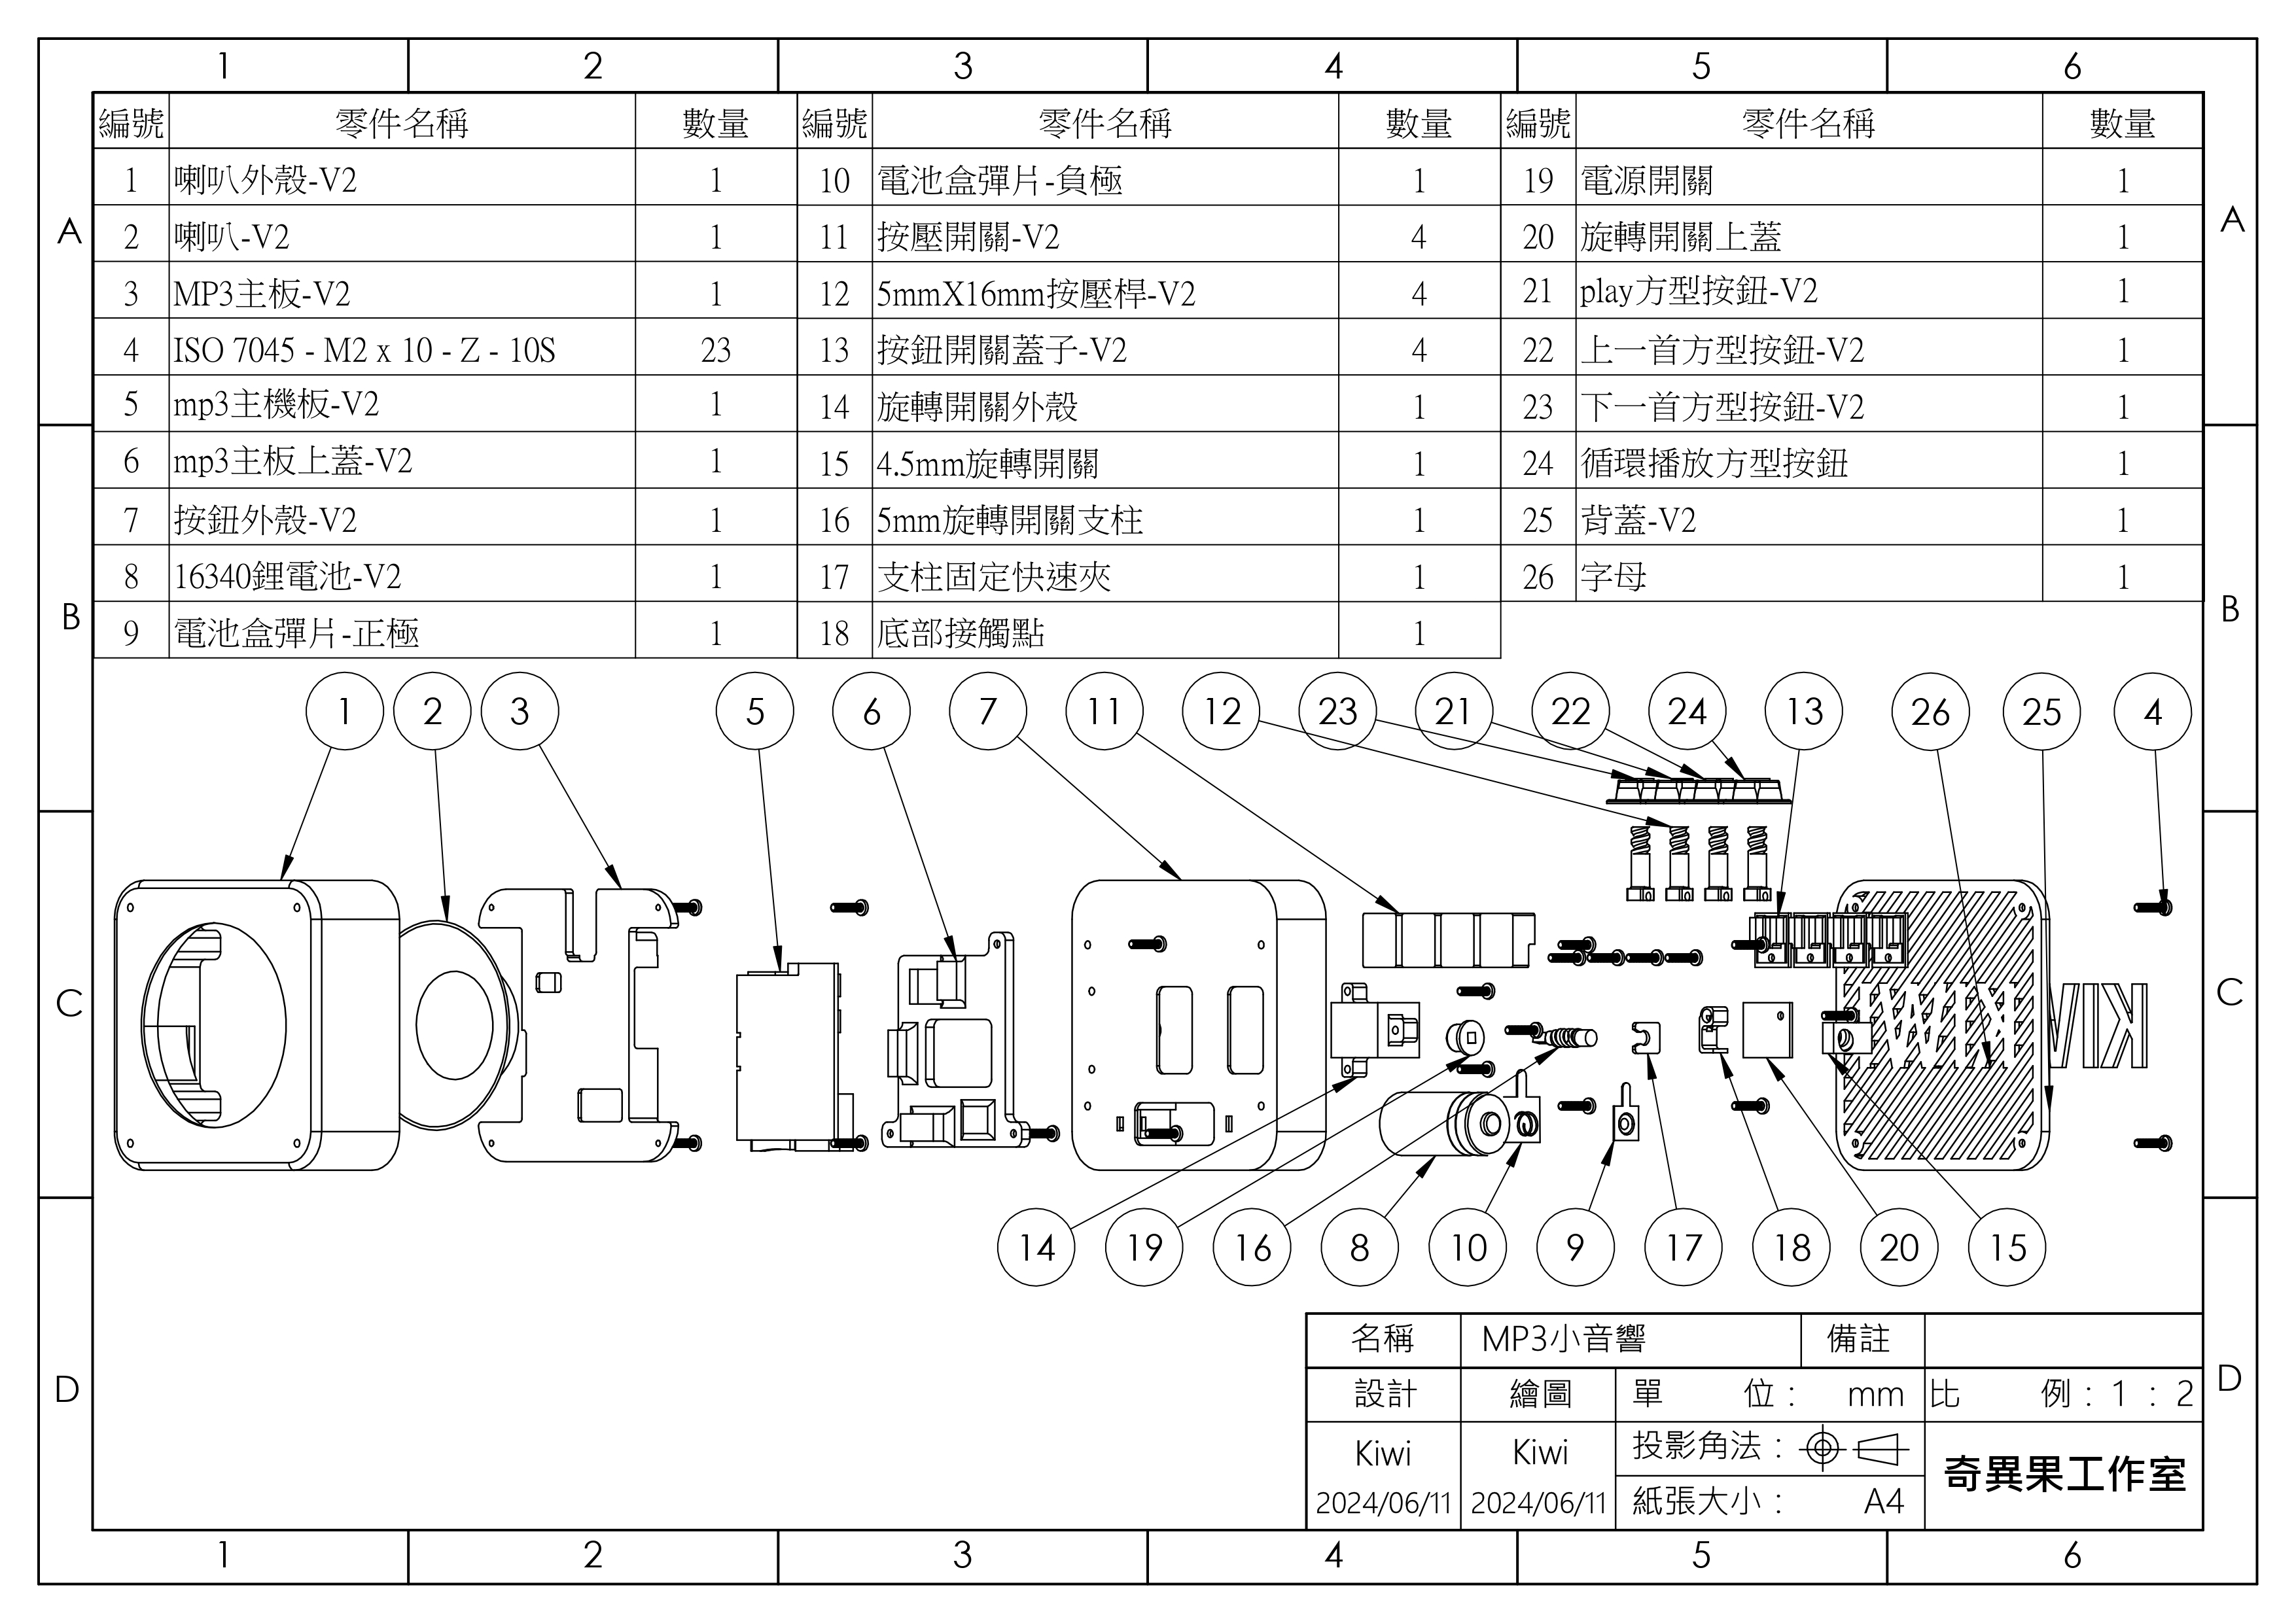 1 2 3 4 5 6
編號 零件名稱 數量 編號 零件名稱 數量 編號 零件名稱 數量
1 喇叭外殼-V2 1 10 電池盒彈片-負極 1 19 電源開關 1
A 2 喇叭-V2 1 11 按壓開關-V2 4 20 旋轉開關上蓋 1 A
3 MP3主板-V2 1 12 5mmX16mm按壓桿-V2 4 21 play方型按鈕-V2 1
4 ISO 7045 - M2 x 10 - Z - 10S 23 13 按鈕開關蓋子-V2 4 22 上一首方型按鈕-V2 1
5 mp3主機板-V2 1 14 旋轉開關外殼 1 23 下一首方型按鈕-V2 1
6 mp3主板上蓋-V2 1 15 4.5mm旋轉開關 1 24 循環播放方型按鈕 1
7 按鈕外殼-V2 1 16 5mm旋轉開關支柱 1 25 背蓋-V2 1
8 16340鋰電池-V2 1 17 支柱固定快速夾 1 26 字母 1
B 9 電池盒彈片-正極 1 18 底部接觸點 1 B
1 2 3 5 6 7 11 12 23 21 22 24 13 26 25 4
C C
14 19 16 8 10 9 17 18 20 15
名稱 MP3小音響 備註
D 設計 繪圖 單 位： mm 比 例：1 ：2 D
Kiwi Kiwi 投影角法： 奇異果工作室
2024/06/11 2024/06/11 紙張大小： A4
1 2 3 4 5 6